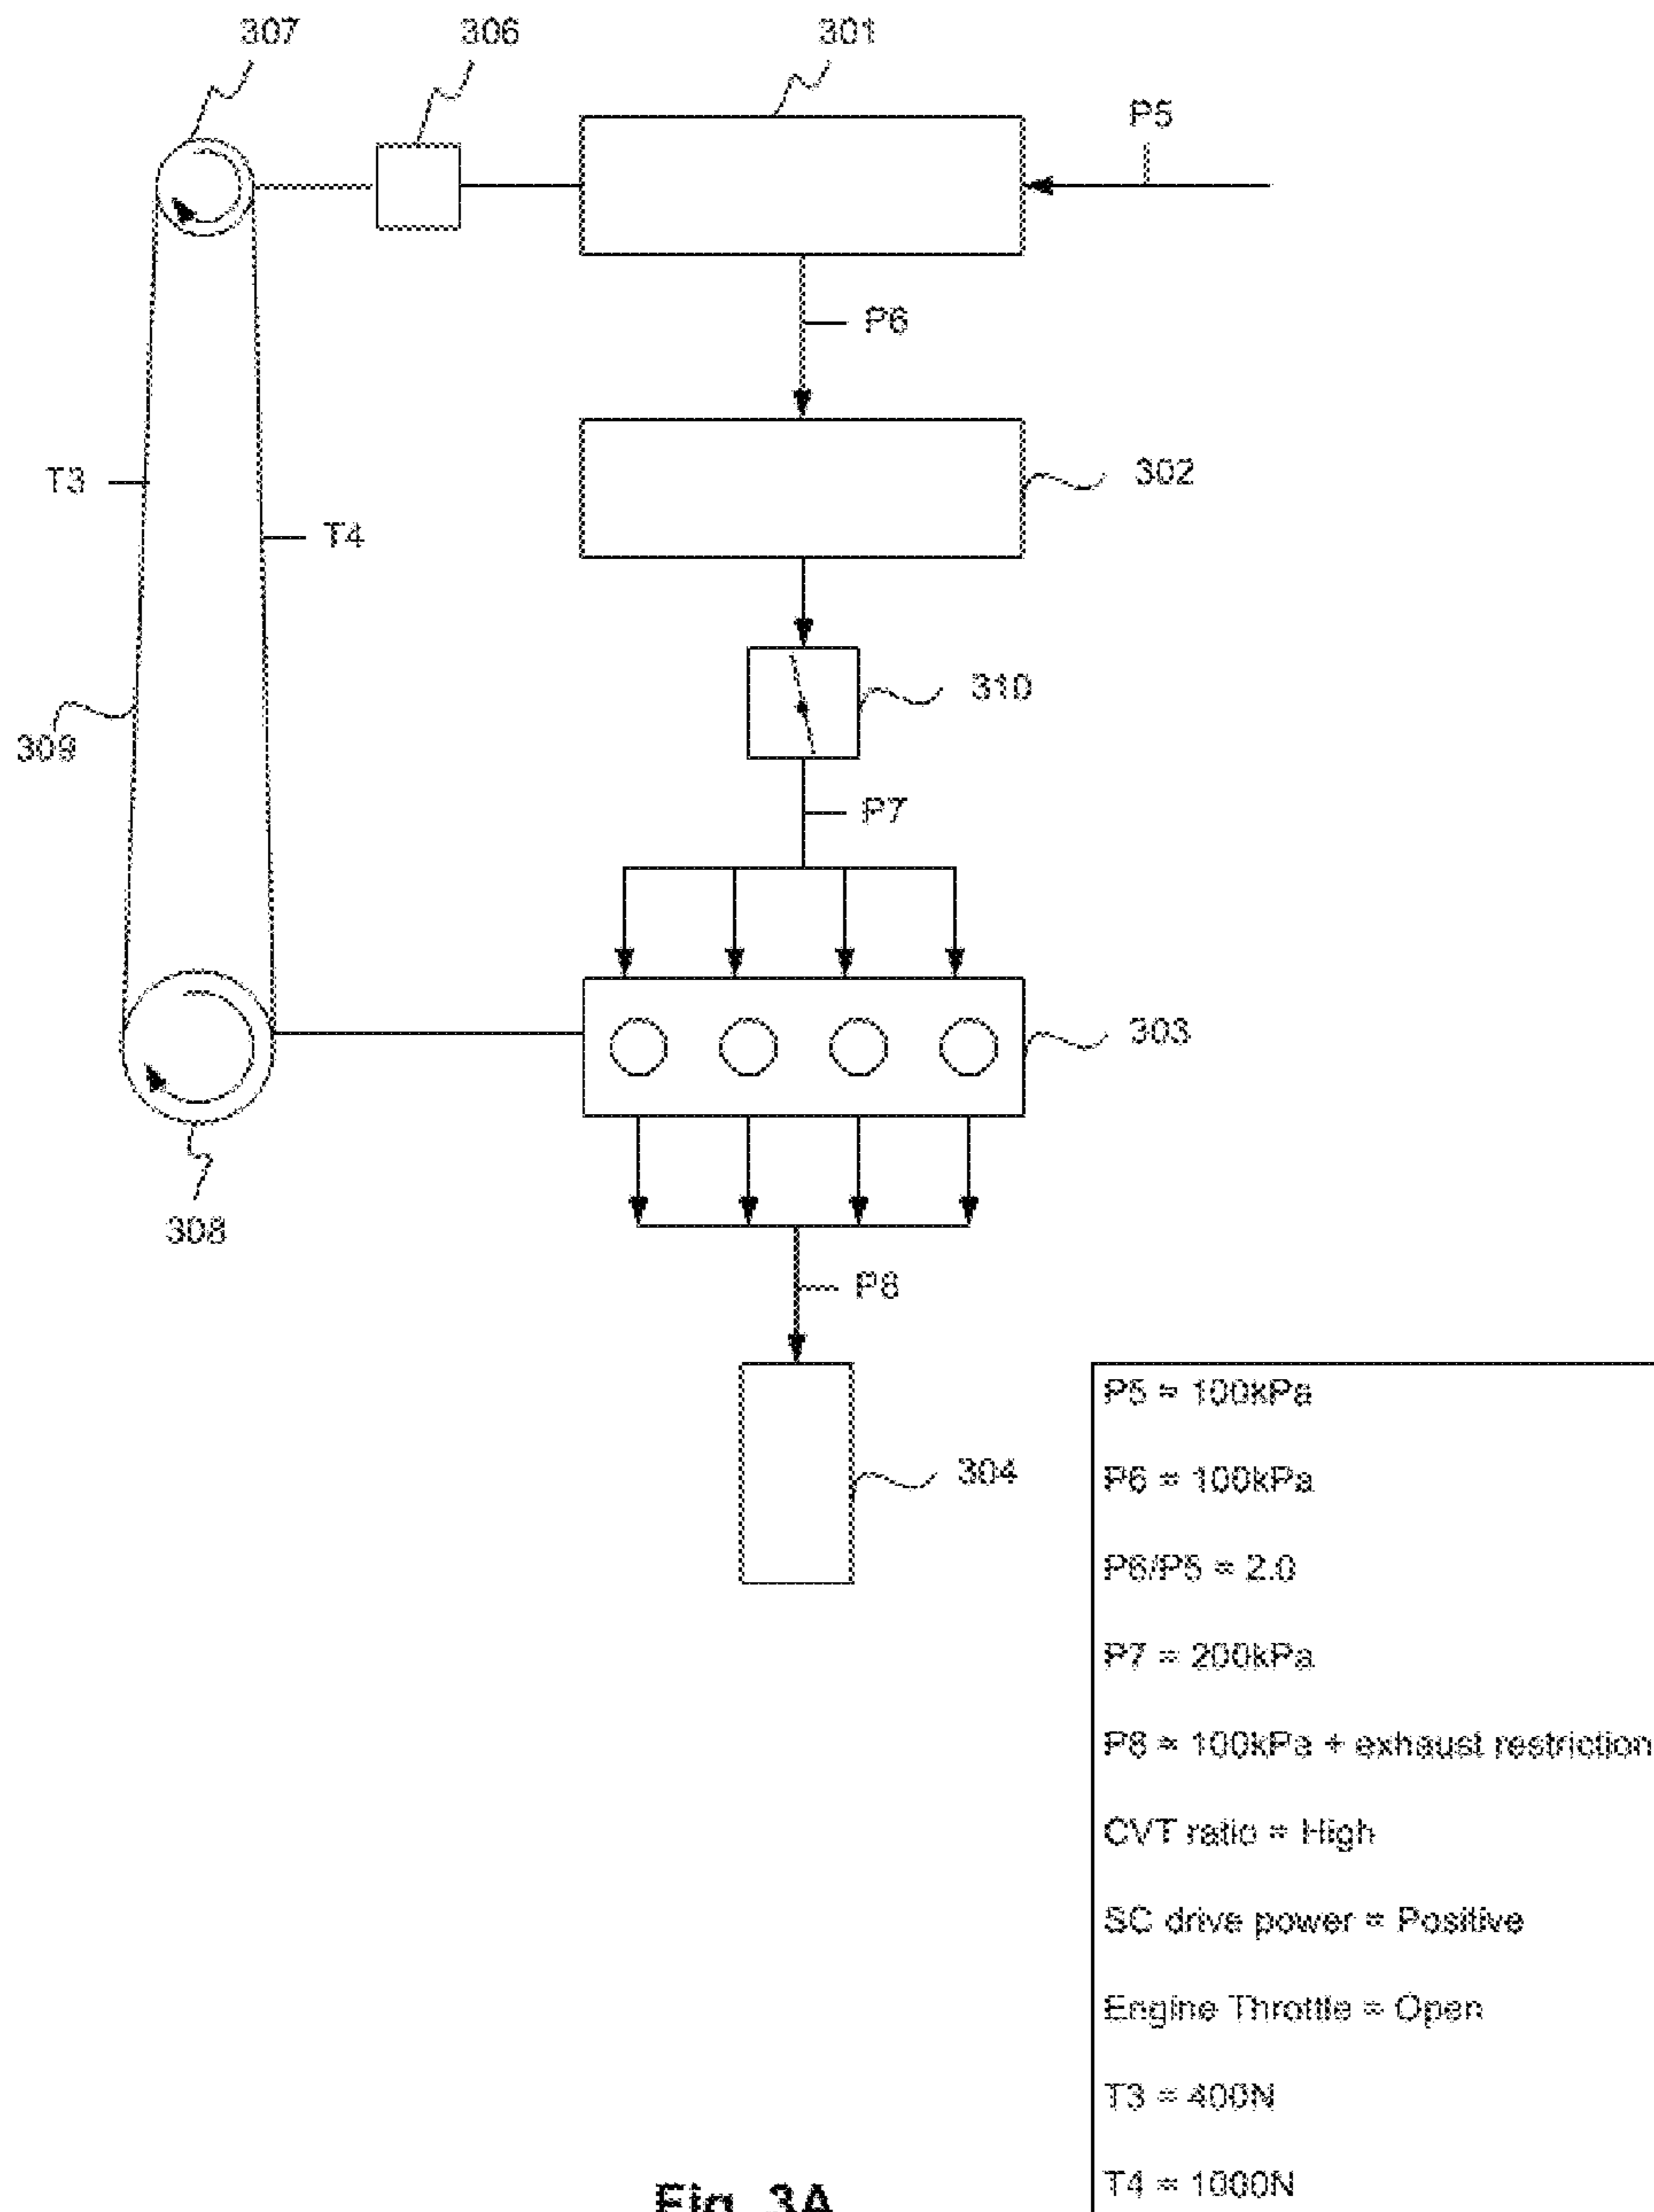 307
306
301
P5
P6
T3
302
T4
310
309
P7
303
308
P8
304
P5 = 100kPa
P6 = 100kPa
P6/P5 = 2.0
P7 = 200kPa
P8 = 100kPa + exhaust restriction
CVT ratio = High
SC drive power = Positive
Engine Throttle = Open
T3 = 400N
T4 = 1000N
Fig. 3A